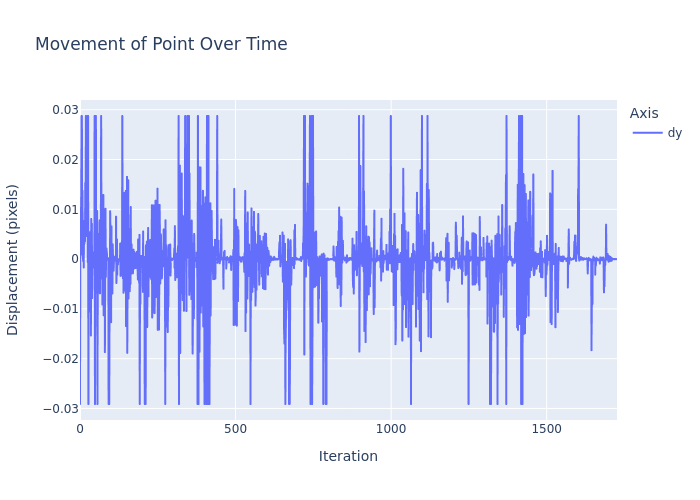 Movement of Point Over Time
Axis
dy
0.03
0.02
0.01
0
−0.01
−0.02
−0.03
0
500
1000
1500
Displacement (pixels)
Iteration